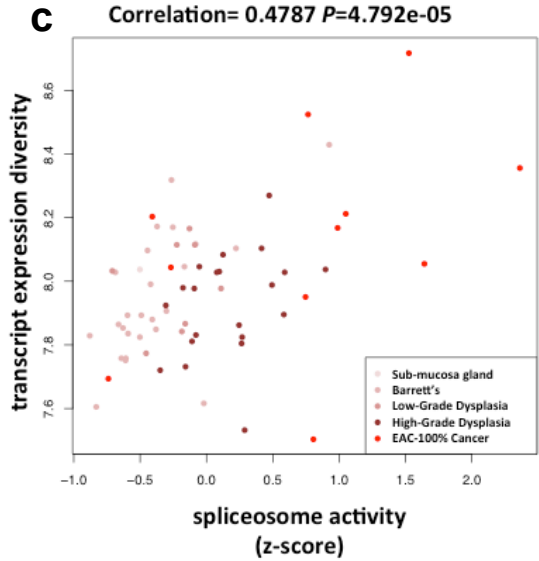 c
Correlation= 0.4787 P=4.792e-05
transcript expression diversity
8.6
8.4
8.2
8.0
7.8
7.6
Sub-mucosa gland
Barrett's
Low-Grade Dysplasia
High-Grade Dysplasia
EAC-100% Cancer
−1.0 −0.5 0.0 0.5 1.0 1.5 2.0
spliceosome activity
(z-score)